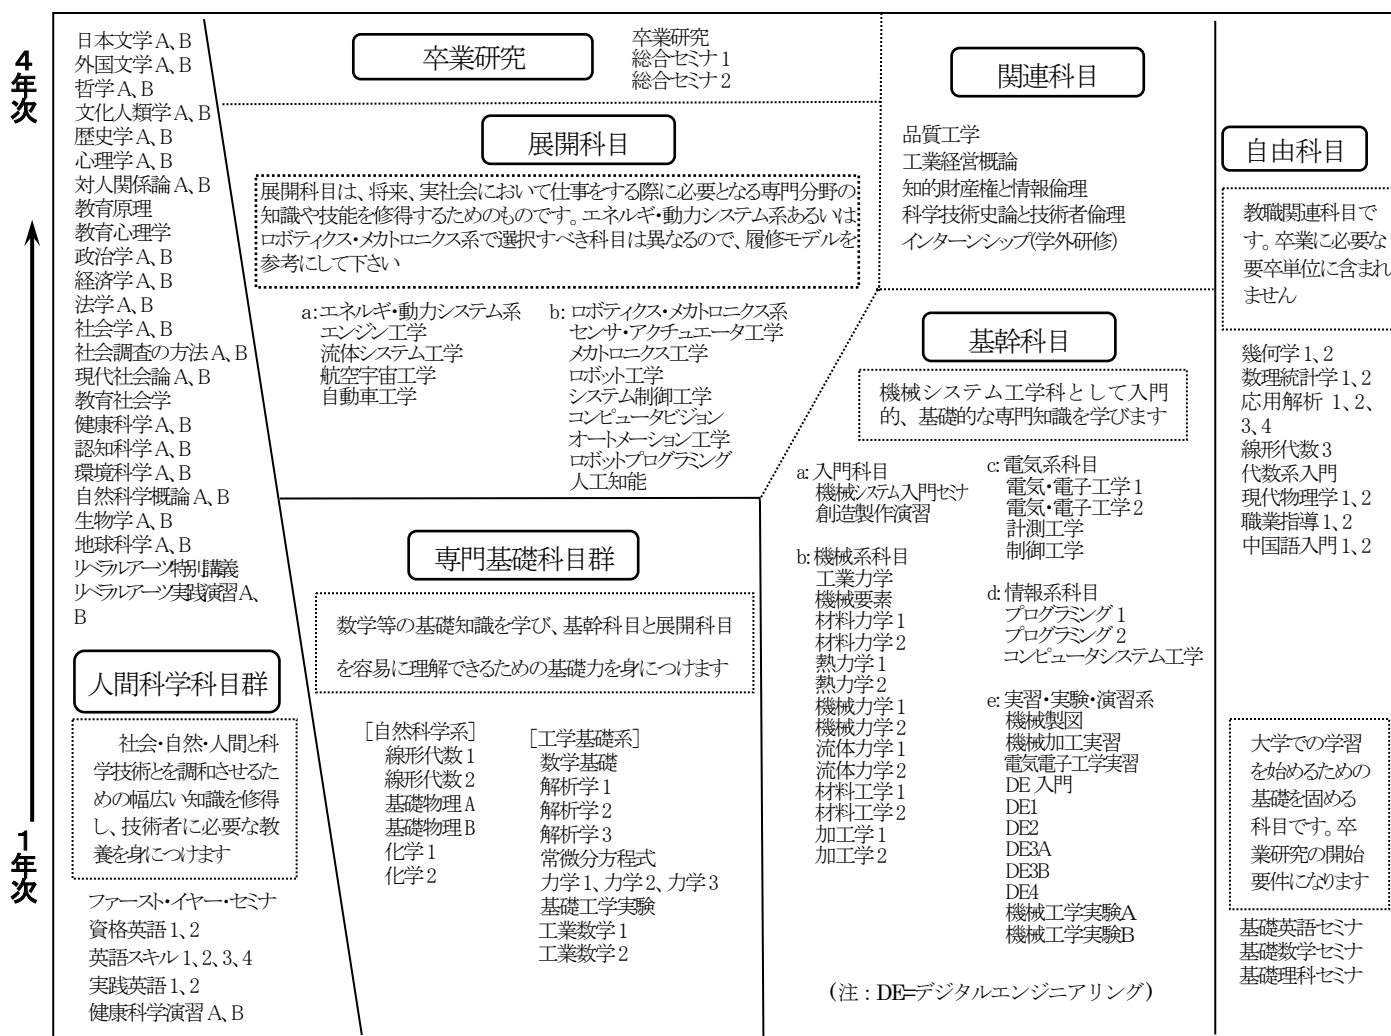 4年次
1年次
日本文学A、B
外国文学A、B
哲学A、B
文化人類学A、B
歴史学A、B
心理学A、B
対人関係論A、B
教育原理
教育心理学
政治学A、B
経済学A、B
法学A、B
社会学A、B
社会調査の方法A、B
現代社会論A、B
教育社会学
健康科学A、B
認知科学A、B
環境科学A、B
自然科学概論A、B
生物学A、B
地球科学A、B
リベラルアーツ特別講義
リベラルアーツ実践演習A、
B
人間科学科目群
社会・自然・人間と科
学技術とを調和させるた
めの幅広い知識を修得
し、技術者に必要な教
養を身につけます
ファースト・イヤー・セミナ
資格英語1、2
英語スキル1、2、3、4
実践英語1、2
健康科学演習A、B
卒業研究
卒業研究
総合セミナ1
総合セミナ2
展開科目
展開科目は、将来、実社会において仕事をする際に必要となる専門分野の
知識や技能を修得するためのものです。エネルギ・動力システム系あるいは
ロボティクス・メカトロニクス系で選択すべき科目は異なるので、履修モデルを
参考にして下さい
a:エネルギ・動力システム系
エンジン工学
流体システム工学
航空宇宙工学
自動車工学
b:ロボティクス・メカトロニクス系
センサ・アクチュエータ工学
メカトロニクス工学
ロボット工学
システム制御工学
コンピュータビジョン
オートメーション工学
ロボットプログラミング
人工知能
専門基礎科目群
数学等の基礎知識を学び、基幹科目と展開科目
を容易に理解できるための基礎力を身につけます
[自然科学系]
線形代数1
線形代数2
基礎物理A
基礎物理B
化学1
化学2
[工学基礎系]
数学基礎
解析学1
解析学2
解析学3
常微分方程式
力学1、力学2、力学3
基礎工学実験
工業数学1
工業数学2
関連科目
品質工学
工業経営概論
知的財産権と情報倫理
科学技術史論と技術者倫理
インターンシップ(学外研修)
基幹科目
機械システム工学科として入門
的、基礎的な専門知識を学びます
a:入門科目
機械システム入門セミナ
創造製作演習
b:機械系科目
工業力学
機械要素
材料力学1
材料力学2
熱力学1
熱力学2
機械力学1
機械力学2
流体力学1
流体力学2
材料工学1
材料工学2
加工学1
加工学2
c:電気系科目
電気・電子工学1
電気・電子工学2
計測工学
制御工学
d:情報系科目
プログラミング1
プログラミング2
コンピュータシステム工学
e:実習・実験・演習系
機械製図
機械加工実習
電気電子工学実習
DE入門
DE1
DE2
DE3A
DE3B
DE4
機械工学実験A
機械工学実験B
(注:DE=デジタルエンジニアリング)
自由科目
教職関連科目で
す。卒業に必要な
要卒単位に含まれ
ません
幾何学1、2
数理統計学1、2
応用解析 1、2、
3、4
線形代数3
代数系入門
現代物理学1、2
職業指導1、2
中国語入門1、2
大学での学習
を始めるための
基礎を固める
科目です。卒
業研究の開始
要件になります
基礎英語セミナ
基礎数学セミナ
基礎理科セミナ